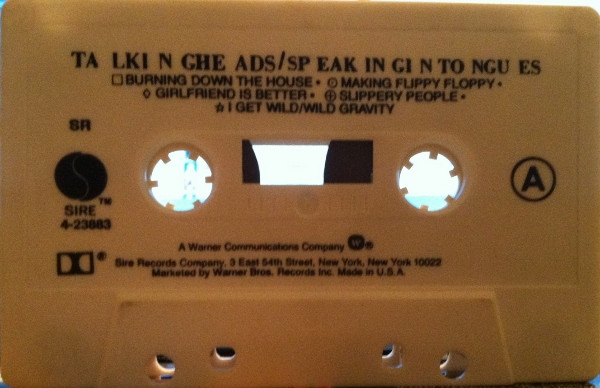 TA LKI N GHE ADS/SP EAK IN GI N TO NGU ES
□ BURNING DOWN THE HOUSE • ⊙ MAKING FLIPPY FLOPPY •
◇ GIRLFRIEND IS BETTER • ⊕ SLIPPERY PEOPLE •
☆ I GET WILD/WILD GRAVITY
SR
A
SIRE™
4-23883
A Warner Communications Company W®
Sire Records Company, 3 East 54th Street, New York, New York 10022
Marketed by Warner Bros. Records Inc. Made in U.S.A.